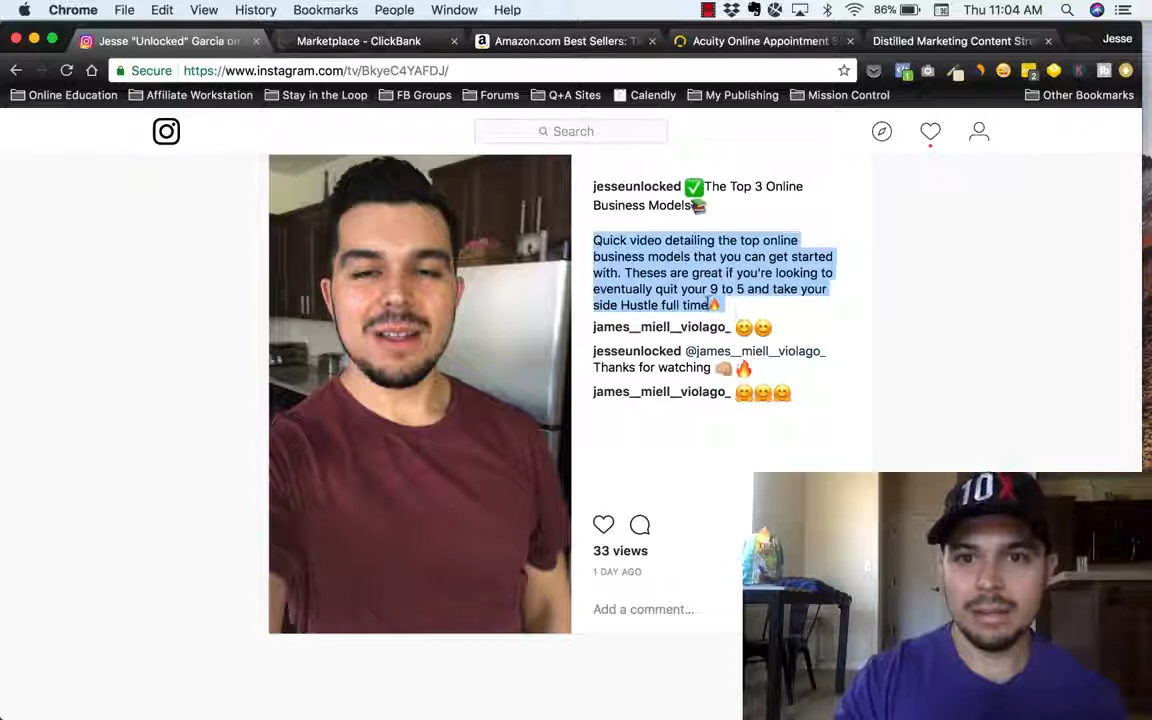 Chrome File Edit View History Bookmarks People Window Help 86% Thu 11:04 AM
Jesse "Unlocked" Garcia on Marketplace - ClickBank Amazon.com Best Sellers: Acuity Online Appointment Distilled Marketing Content Stra Jesse
Secure https://www.instagram.com/tv/BkyeC4YAFDJ/
Online Education Affiliate Workstation Stay in the Loop FB Groups Forums Q+A Sites Calendly My Publishing Mission Control Other Bookmarks
Search
jesseunlocked ✅The Top 3 Online
Business Models📚
Quick video detailing the top online
business models that you can get started
with. Theses are great if you're looking to
eventually quit your 9 to 5 and take your
side Hustle full time🔥
james__miell__violago_ 😊😊
jesseunlocked @james__miell__violago_
Thanks for watching 👊🏼🔥
james__miell__violago_ 🤗🤗🤗
33 views
1 DAY AGO
Add a comment...
10X